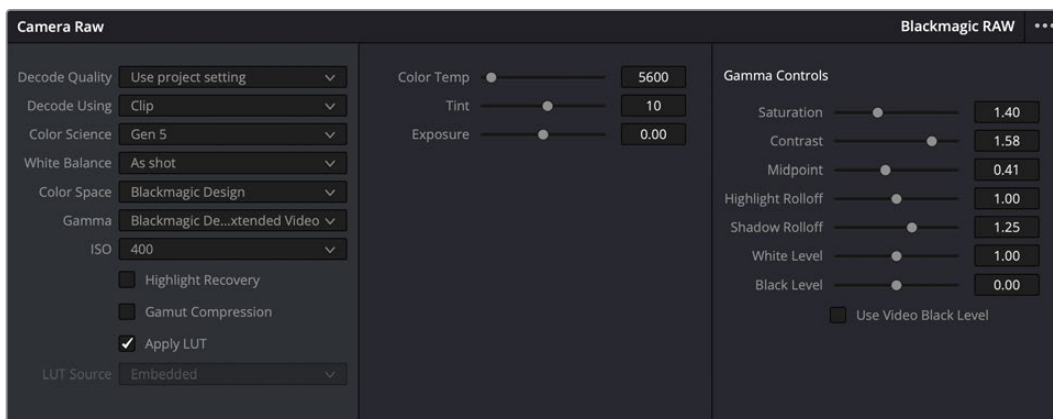 Camera Raw
Blackmagic RAW
Decode Quality Use project setting
Decode Using Clip
Color Science Gen 5
White Balance As shot
Color Space Blackmagic Design
Gamma Blackmagic De...xtended Video
ISO 400
Highlight Recovery
Gamut Compression
Apply LUT
LUT Source Embedded
Color Temp 5600
Tint 10
Exposure 0.00
Gamma Controls
Saturation 1.40
Contrast 1.58
Midpoint 0.41
Highlight Rolloff 1.00
Shadow Rolloff 1.25
White Level 1.00
Black Level 0.00
Use Video Black Level